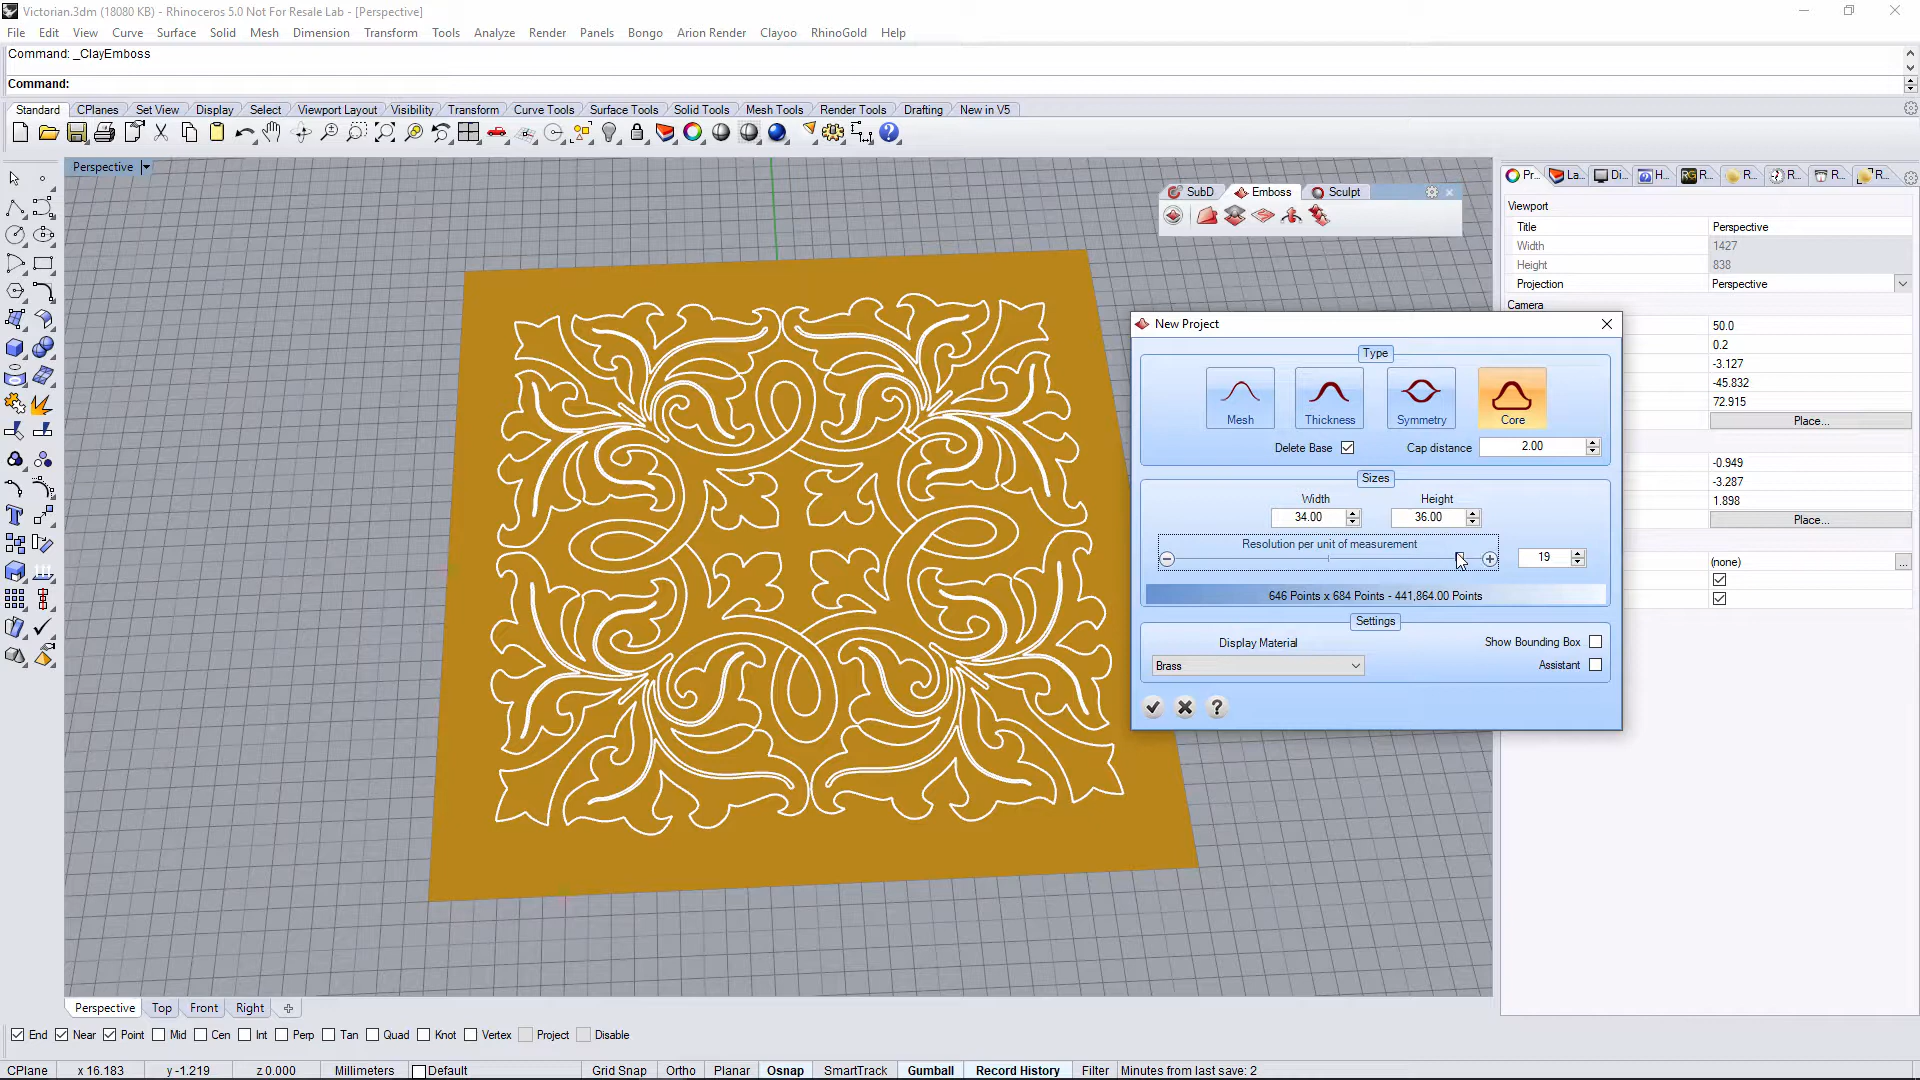 Victorian.3dm (18080 KB) - Rhinoceros 5.0 Not For Resale Lab - [Perspective]
File Edit View Curve Surface Solid Mesh Dimension Transform Tools Analyze Render Panels Bongo Arion Render Clayoo RhinoGold Help
Command: _ClayEmboss
Command:
Standard CPlanes Set View Display Select Viewport Layout Visibility Transform Curve Tools Surface Tools Solid Tools Mesh Tools Render Tools Drafting New in V5
Perspective
Pr... La... Di... H... R... R... R... R... R...
SubD Emboss Sculpt
Viewport
Title Perspective
Width 1427
Height 838
Projection Perspective
Camera
50.0
0.2
-3.127
-45.832
72.915
Place...
-0.949
-3.287
1.898
Place...
(none) ...
New Project
Type
Mesh Thickness Symmetry Core
Delete Base Cap distance 2.00
Sizes
Width Height
34.00 36.00
Resolution per unit of measurement
19
646 Points x 684 Points - 441,864.00 Points
Settings
Display Material Show Bounding Box
Brass Assistant
Perspective Top Front Right
End Near Point Mid Cen Int Perp Tan Quad Knot Vertex Project Disable
CPlane x 16.183 y -1.219 z 0.000 Millimeters Default Grid Snap Ortho Planar Osnap SmartTrack Gumball Record History Filter Minutes from last save: 2